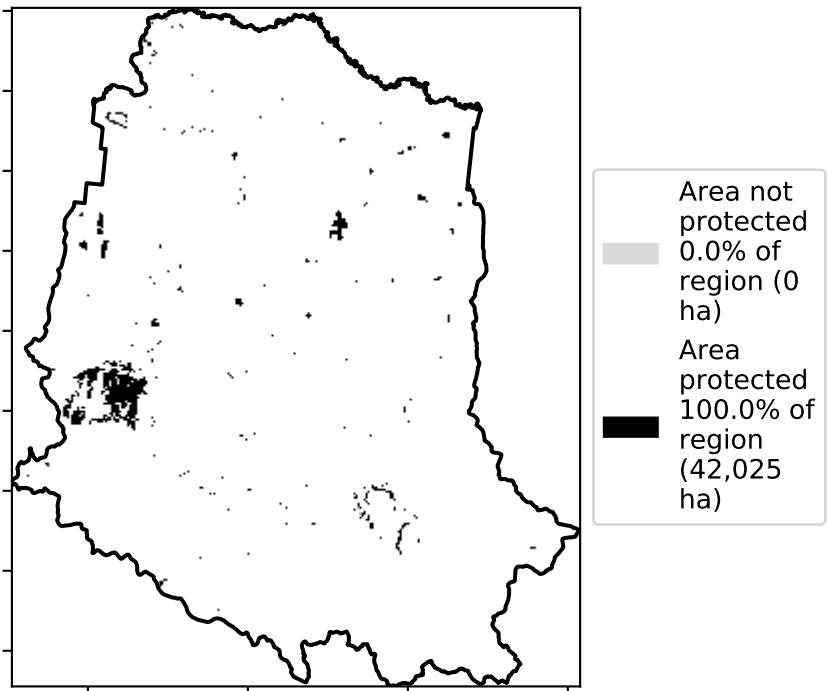 Area not
protected
0.0% of
region (0
ha)
Area
protected
100.0% of
region
(42,025
ha)